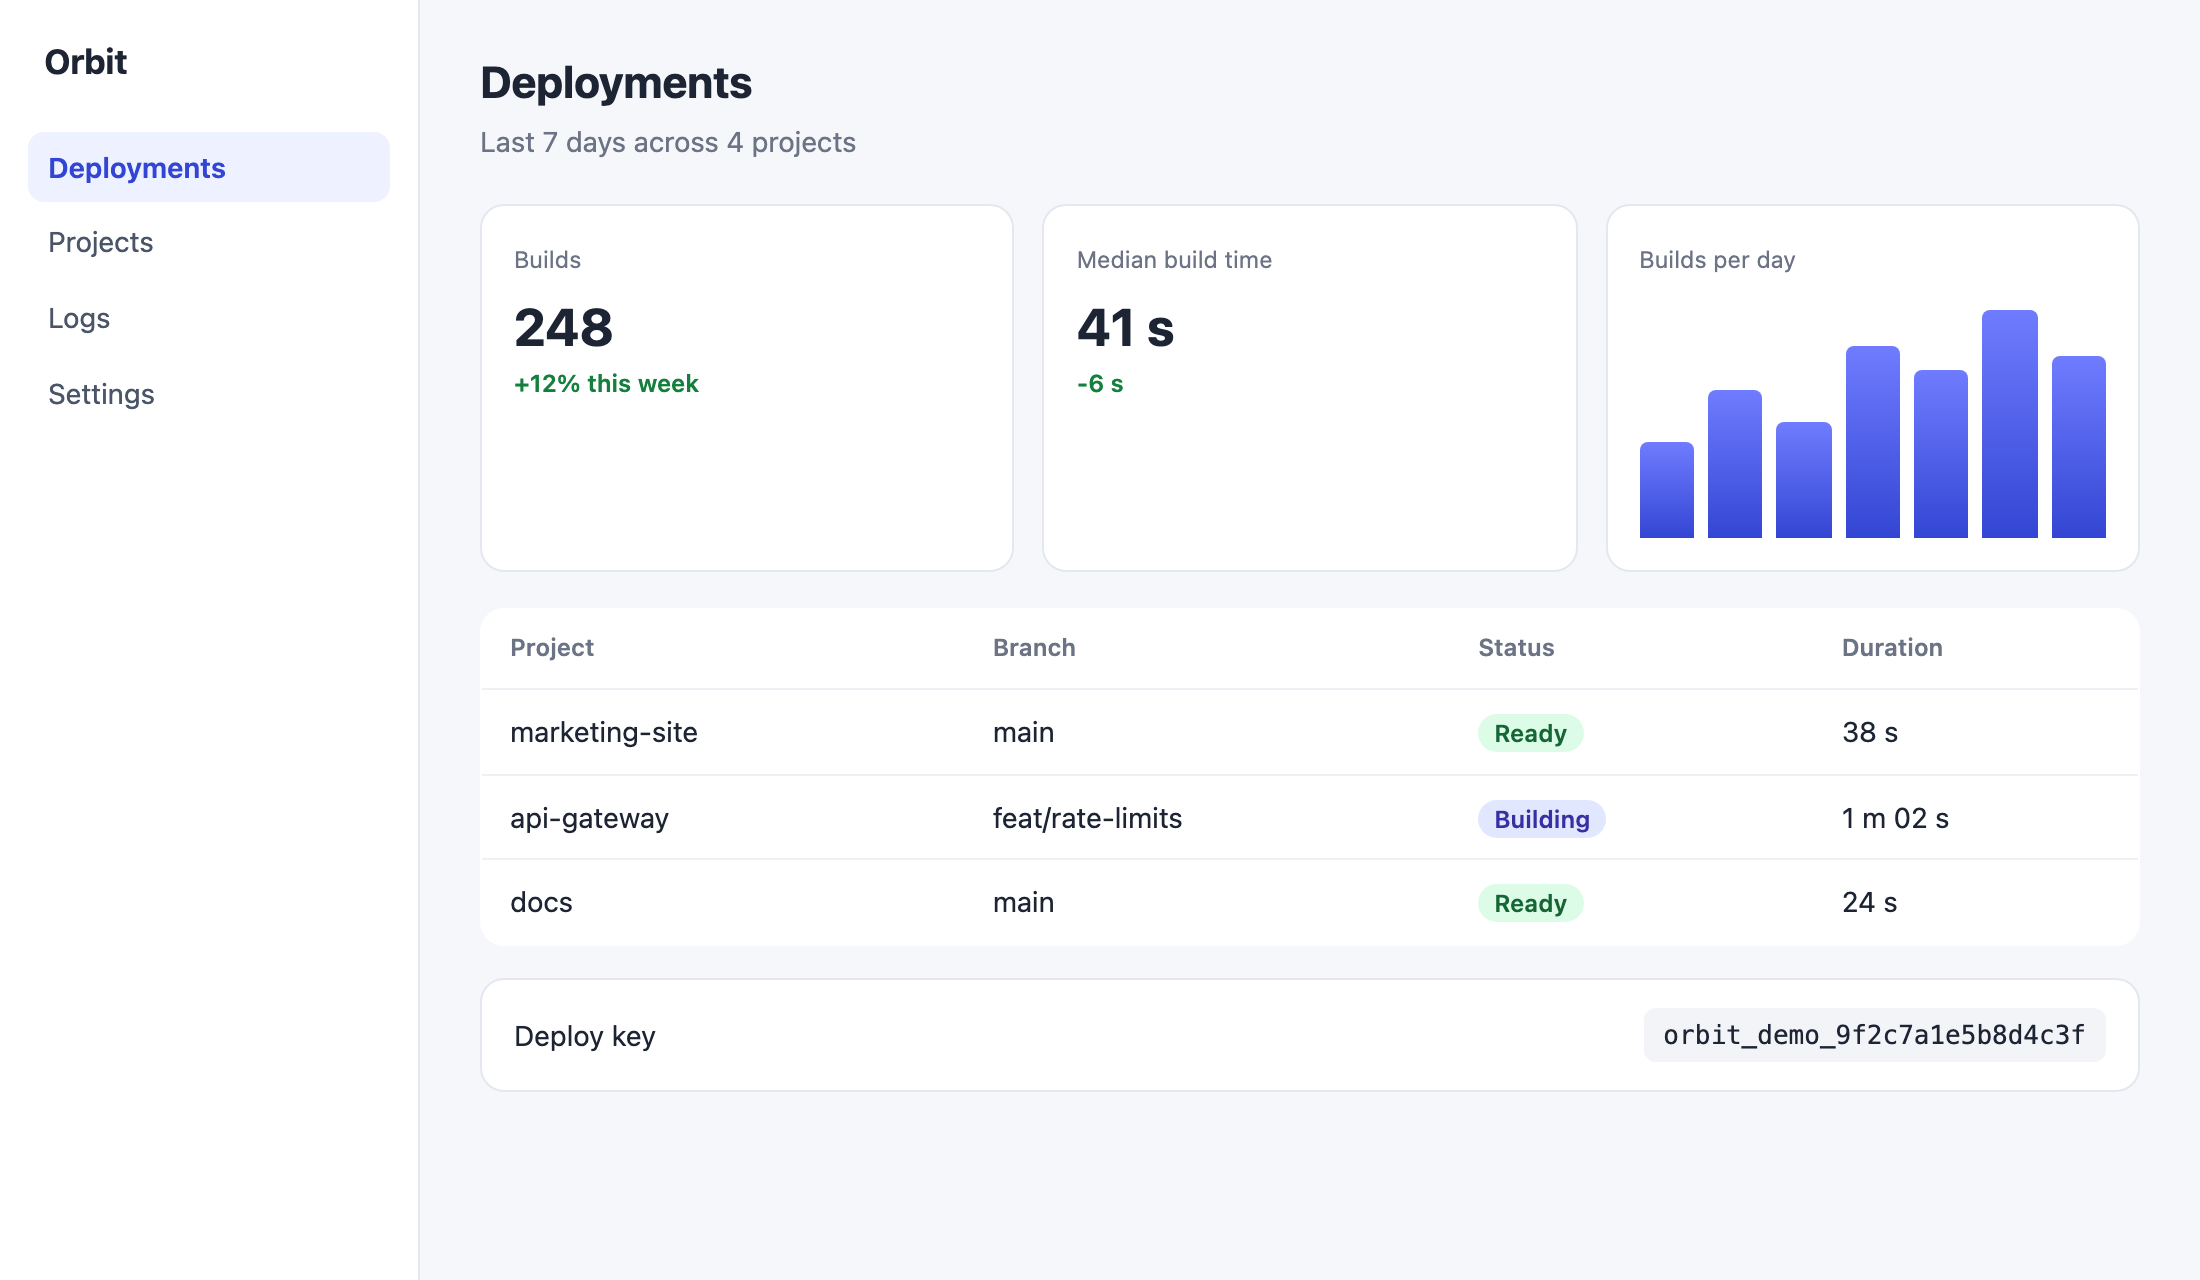 Orbit
Deployments
Projects
Logs
Settings
Deployments
Last 7 days across 4 projects
Builds
248
+12% this week
Median build time
41 s
-6 s
Builds per day
Project Branch Status Duration
marketing-site main Ready 38 s
api-gateway feat/rate-limits Building 1 m 02 s
docs main Ready 24 s
Deploy key orbit_demo_9f2c7a1e5b8d4c3f